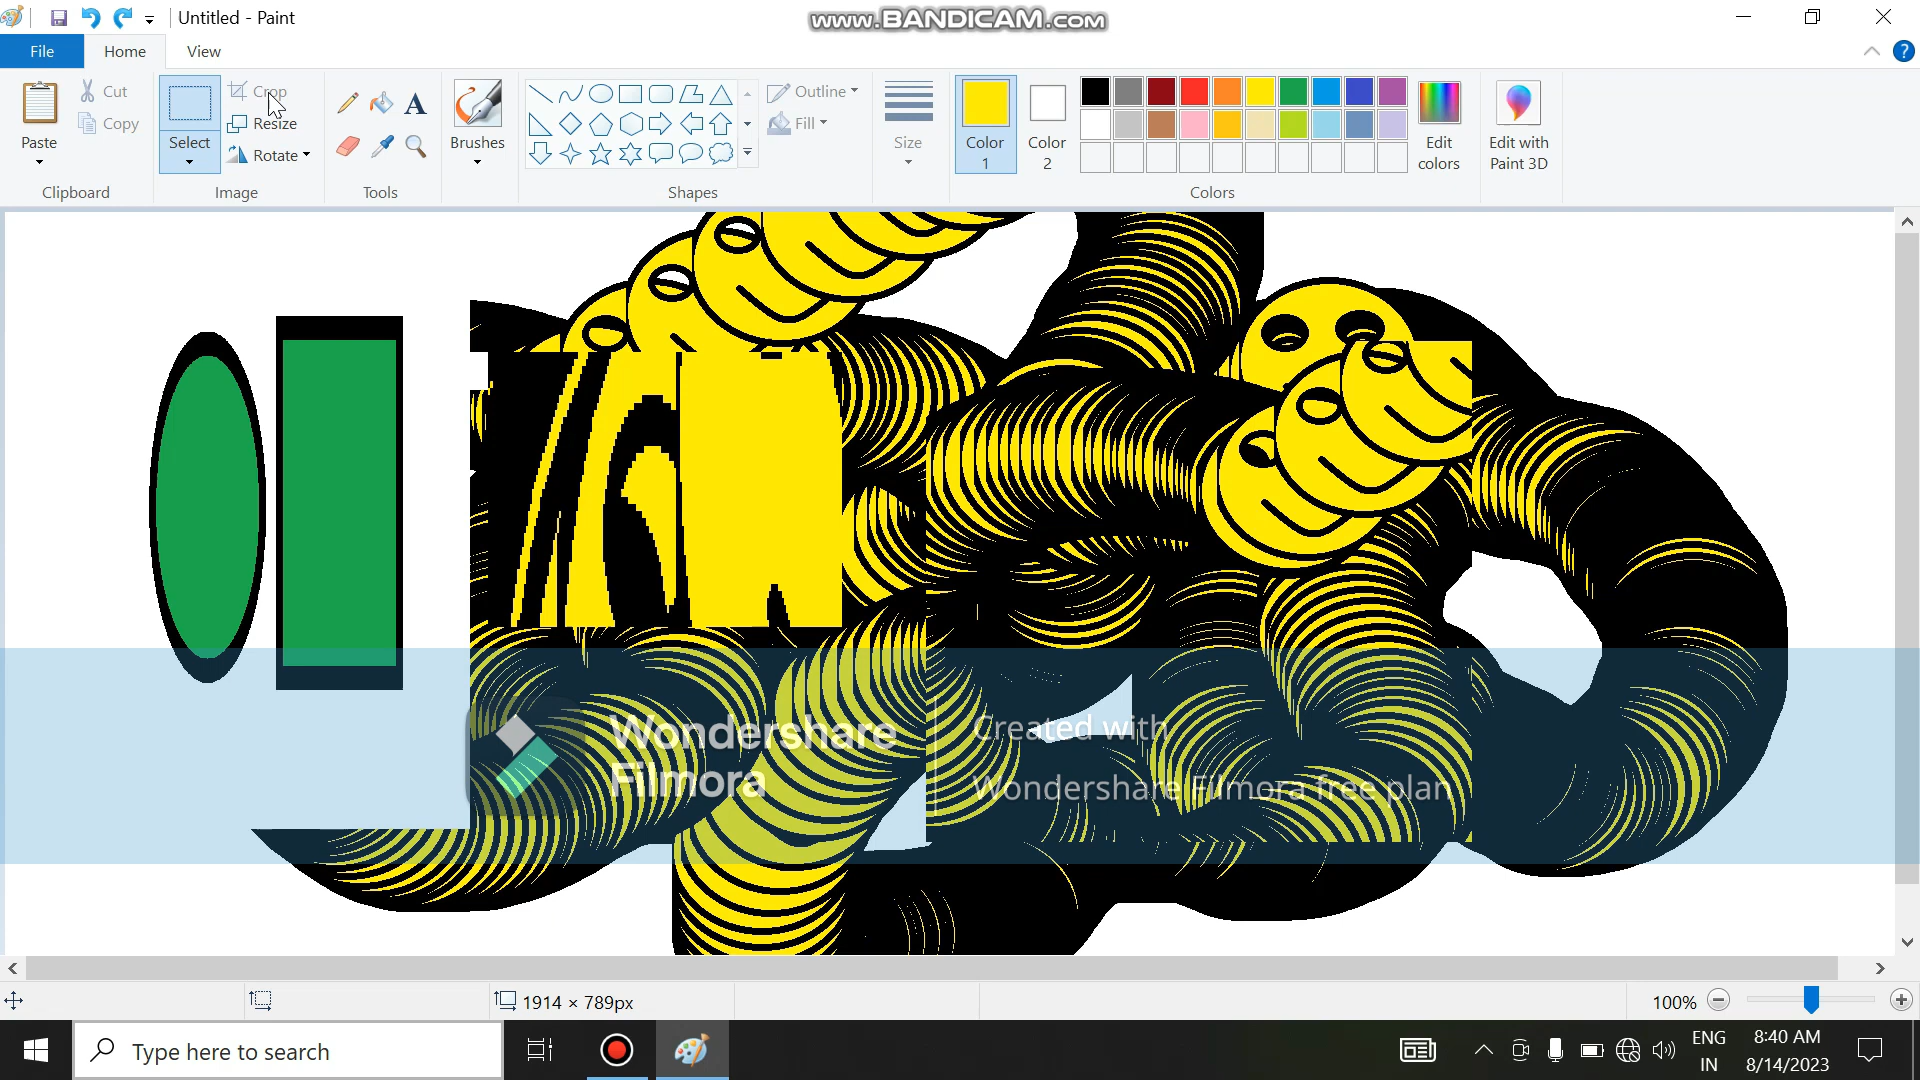 Untitled - Paint
www.BANDICAM.com
File
Home
View
Paste
Cut
Copy
Clipboard
Select
Crop
Resize
Rotate
Image
A
Tools
Brushes
Shapes
Outline
Fill
Size
Color
1
Color
2
Colors
Edit
colors
Edit with
Paint 3D
?
Wondershare
Filmora
Created with
Wondershare Filmora free plan
1914 × 789px
100%
Type here to search
ENG
IN
8:40 AM
8/14/2023